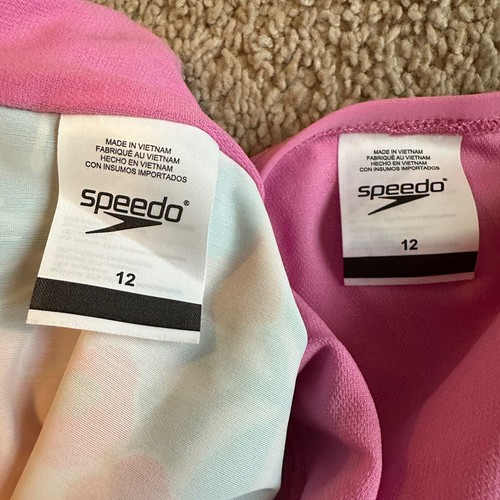 MADE IN VIETNAM
FABRIQUÉ AU VIETNAM
HECHO EN VIETNAM
CON INSUMOS IMPORTADOS
speedo®
12
MADE IN VIETNAM
FABRIQUÉ AU VIETNAM
HECHO EN VIETNAM
CON INSUMOS IMPORTADOS
speedo®
12